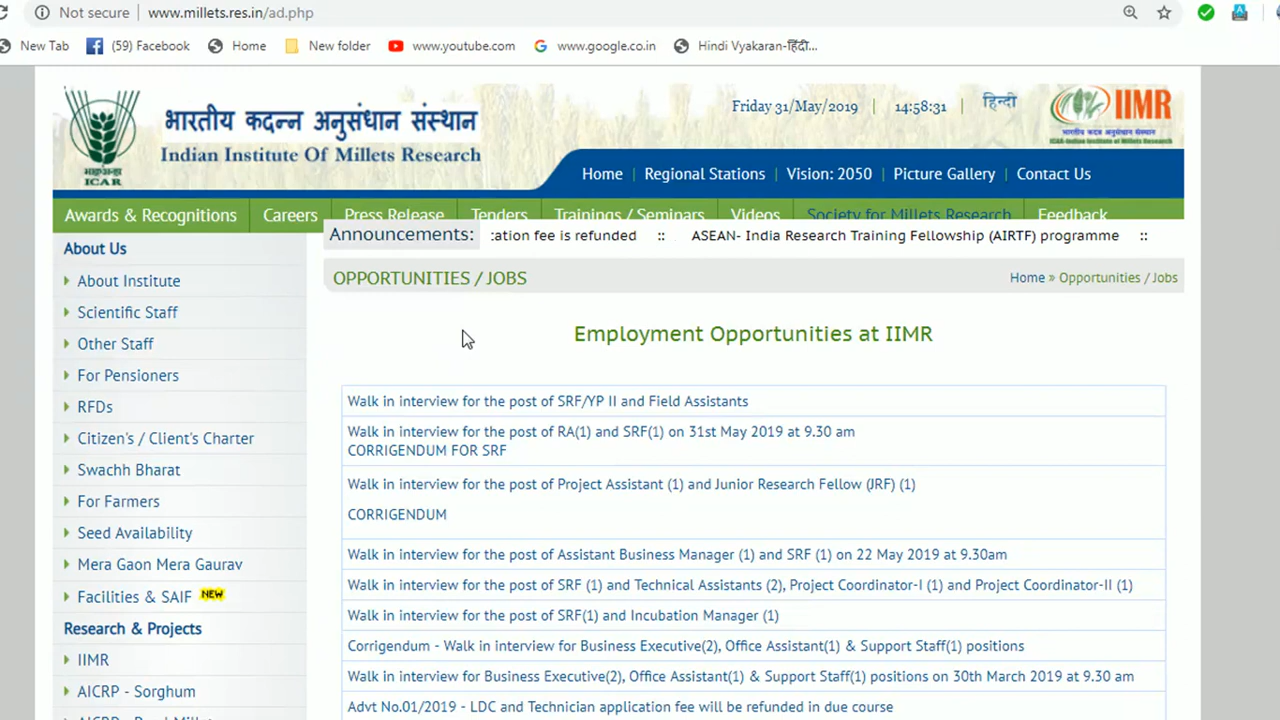 Not secure www.millets.res.in/ad.php
New Tab (59) Facebook Home New folder www.youtube.com www.google.co.in Hindi Vyakaran-हिंदी...
भारतीय कदन्न अनुसंधान संस्थान
Indian Institute Of Millets Research
ICAR
Friday 31/May/2019 | 14:58:31 | हिन्दी
IIMR
Home | Regional Stations | Vision: 2050 | Picture Gallery | Contact Us
Awards & Recognitions Careers Press Release Tenders Trainings / Seminars Videos Society for Millets Research Feedback
Announcements: cation fee is refunded :: ASEAN- India Research Training Fellowship (AIRTF) programme ::
About Us
About Institute
Scientific Staff
Other Staff
For Pensioners
RFDs
Citizen's / Client's Charter
Swachh Bharat
For Farmers
Seed Availability
Mera Gaon Mera Gaurav
Facilities & SAIF NEW
Research & Projects
IIMR
AICRP - Sorghum
OPPORTUNITIES / JOBS
Home » Opportunities / Jobs
Employment Opportunities at IIMR
Walk in interview for the post of SRF/YP II and Field Assistants
Walk in interview for the post of RA(1) and SRF(1) on 31st May 2019 at 9.30 am
CORRIGENDUM FOR SRF
Walk in interview for the post of Project Assistant (1) and Junior Research Fellow (JRF) (1)
CORRIGENDUM
Walk in interview for the post of Assistant Business Manager (1) and SRF (1) on 22 May 2019 at 9.30am
Walk in interview for the post of SRF (1) and Technical Assistants (2), Project Coordinator-I (1) and Project Coordinator-II (1)
Walk in interview for the post of SRF(1) and Incubation Manager (1)
Corrigendum - Walk in interview for Business Executive(2), Office Assistant(1) & Support Staff(1) positions
Walk in interview for Business Executive(2), Office Assistant(1) & Support Staff(1) positions on 30th March 2019 at 9.30 am
Advt No.01/2019 - LDC and Technician application fee will be refunded in due course